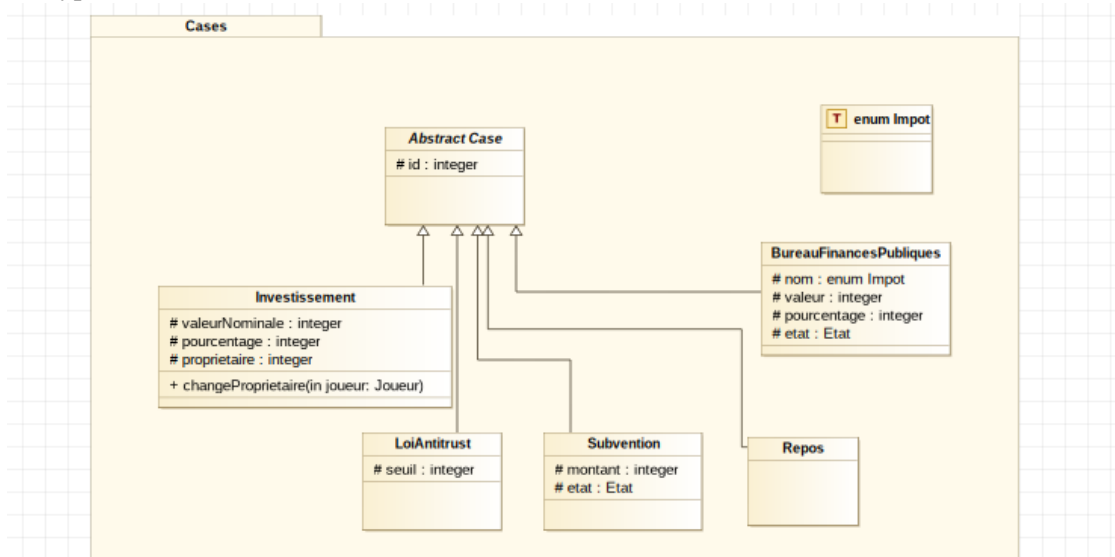 Cases
T enum Impot
Abstract Case
# id : integer
BureauFinancesPubliques
# nom : enum Impot
# valeur : integer
# pourcentage : integer
# etat : Etat
Investissement
# valeurNominale : integer
# pourcentage : integer
# proprietaire : integer
+ changeProprietaire(in joueur: Joueur)
LoiAntitrust
# seuil : integer
Subvention
# montant : integer
# etat : Etat
Repos